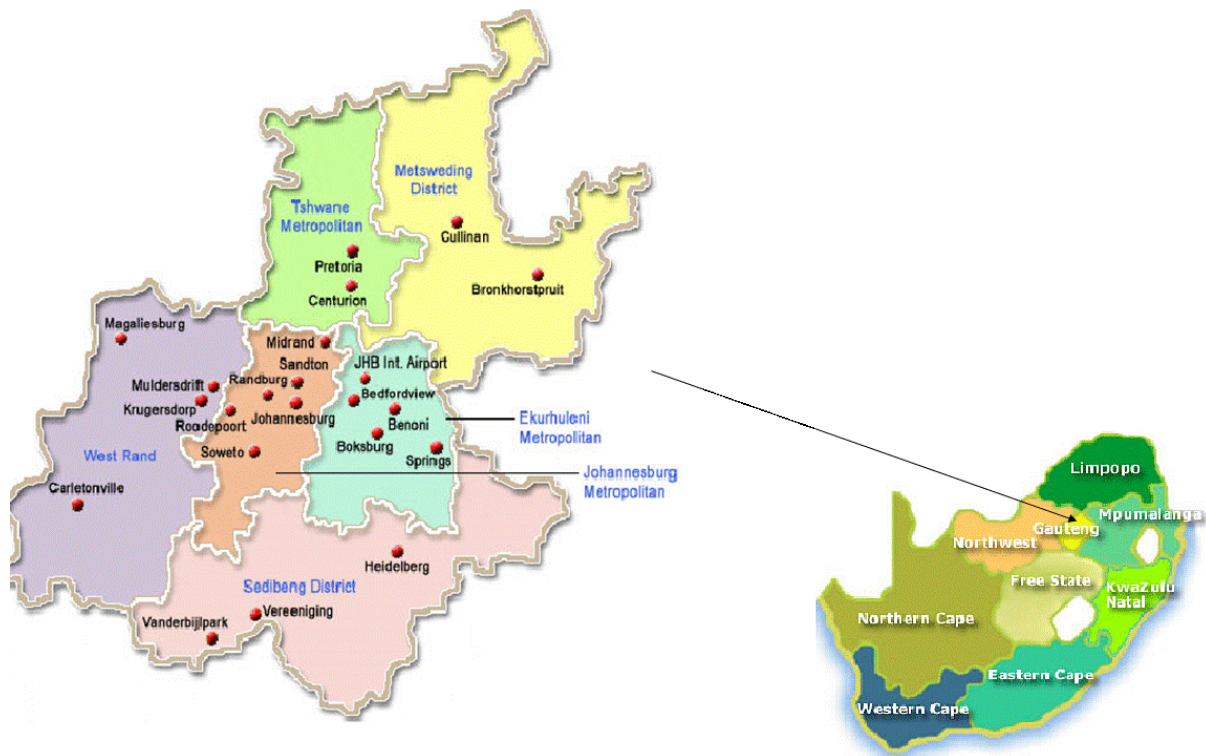 Metsweding
District
Tshwane
Metropolitan
Cullinan
Pretoria
Bronkhorstpruit
Centurion
Magaliesburg
Midrand
Sandton
JHB Int. Airport
Muldersdrift
Randburg
Bedfordview
Krugersdorp
Johannesburg
Benoni
Roodepoort
Ekurhuleni
Metropolitan
Boksburg
Soweto
West Rand
Springs
Johannesburg
Metropolitan
Carletonville
Heidelberg
Sedibeng District
Vereeniging
Vanderbijlpark
Limpopo
Mpumalanga
Gauteng
Northwest
Free State
KwaZulu
Natal
Northern Cape
Eastern Cape
Western Cape